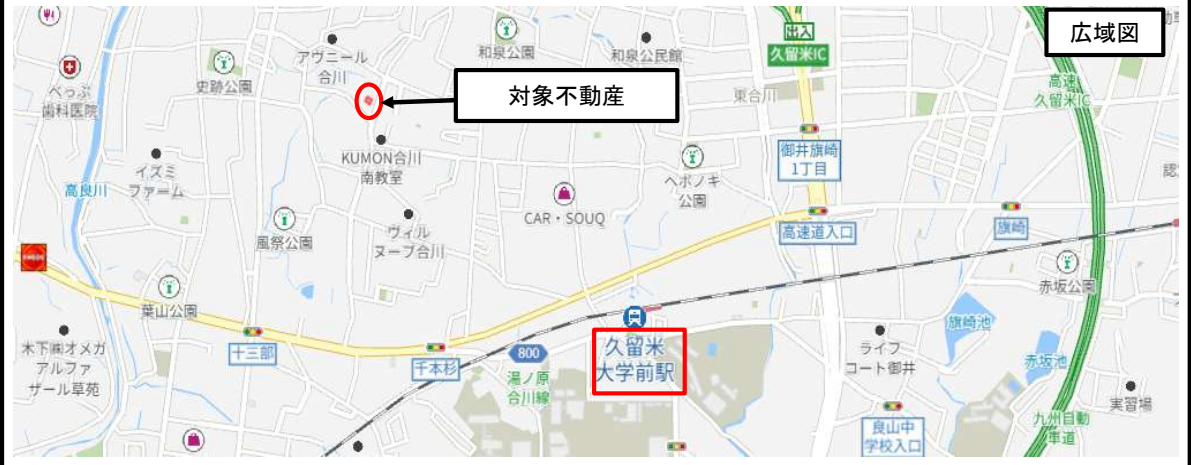 広域図
アヴニール
合川
和泉公園
和泉公民館
出入
久留米IC
高速
久留米IC
べっぷ
歯科医院
史跡公園
対象不動産
東合川
イズミ
ファーム
KUMON合川
南教室
御井旗崎
1丁目
高良川
ヘボノキ
公園
CAR・SOUQ
風祭公園
ヴィル
ヌーブ合川
高速道入口
旗崎
認
ENEOS
葉山公園
赤坂公園
木下㈱オメガ
アルファ
ザール草苑
十三部
千本杉
800
湯ノ原
合川線
久留米
大学前駅
旗崎池
ライフ
コート御井
赤坂池
実習場
良山中
学校入口
九州自動
車道